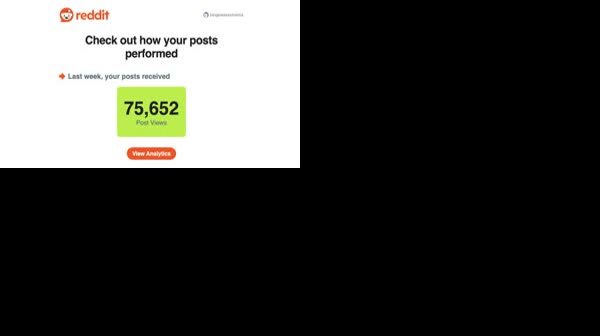 reddit
Check out how your posts
performed
Last week, your posts received
75,652
Post Views
View Analytics